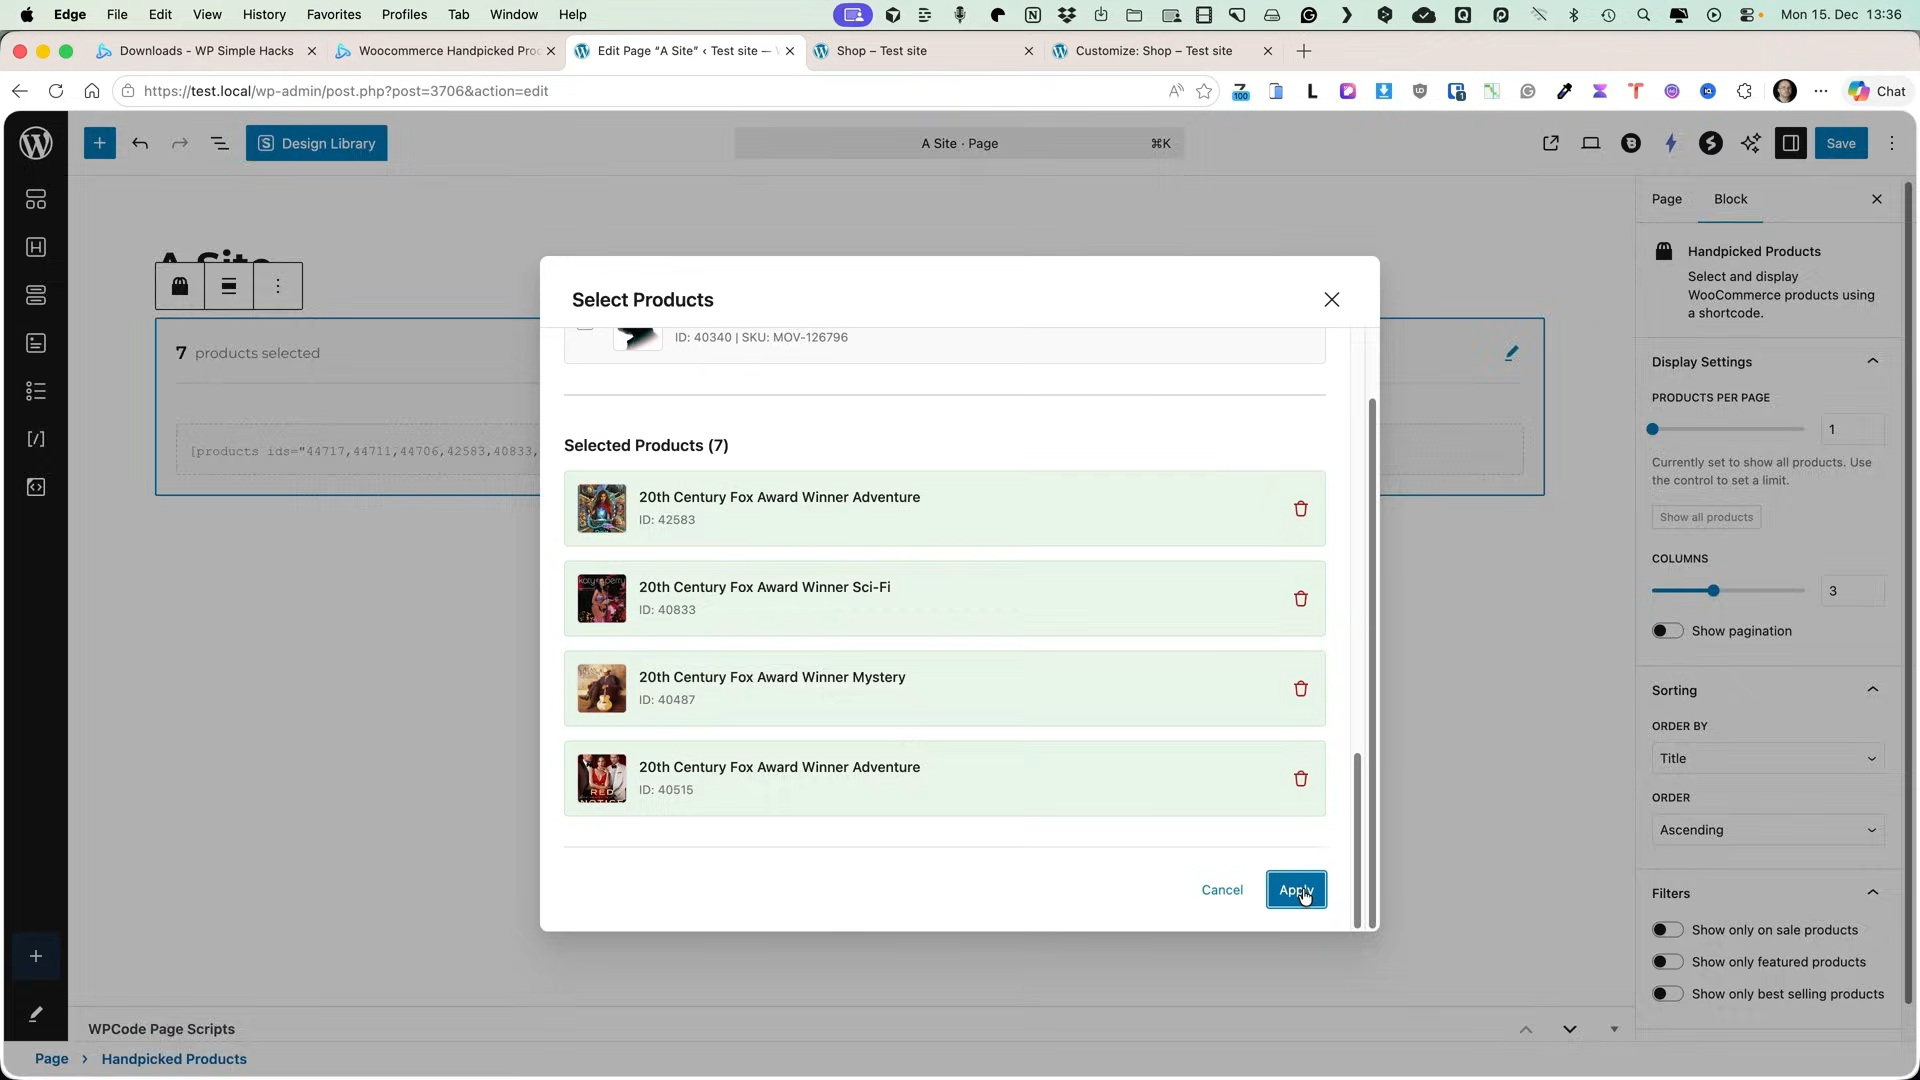 Edge File Edit View History Favorites Profiles Tab Window Help
Mon 15. Dec 13:36
Downloads - WP Simple Hacks
Woocommerce Handpicked Proc
Edit Page “A Site” ‹ Test site —
Shop – Test site
Customize: Shop – Test site
https://test.local/wp-admin/post.php?post=3706&action=edit
100
Chat
Design Library
A Site · Page
⌘K
Save
Page
Block
A Site
Handpicked Products
Select and display
WooCommerce products using
a shortcode.
7 products selected
[products ids="44717,44711,44706,42583,40833,
Select Products
ID: 40340 | SKU: MOV-126796
Selected Products (7)
20th Century Fox Award Winner Adventure
ID: 42583
20th Century Fox Award Winner Sci-Fi
ID: 40833
20th Century Fox Award Winner Mystery
ID: 40487
20th Century Fox Award Winner Adventure
ID: 40515
RED
NOTICE
Cancel
Apply
Display Settings
PRODUCTS PER PAGE
1
Currently set to show all products. Use
the control to set a limit.
Show all products
COLUMNS
3
Show pagination
Sorting
ORDER BY
Title
ORDER
Ascending
Filters
Show only on sale products
Show only featured products
Show only best selling products
WPCode Page Scripts
Page › Handpicked Products